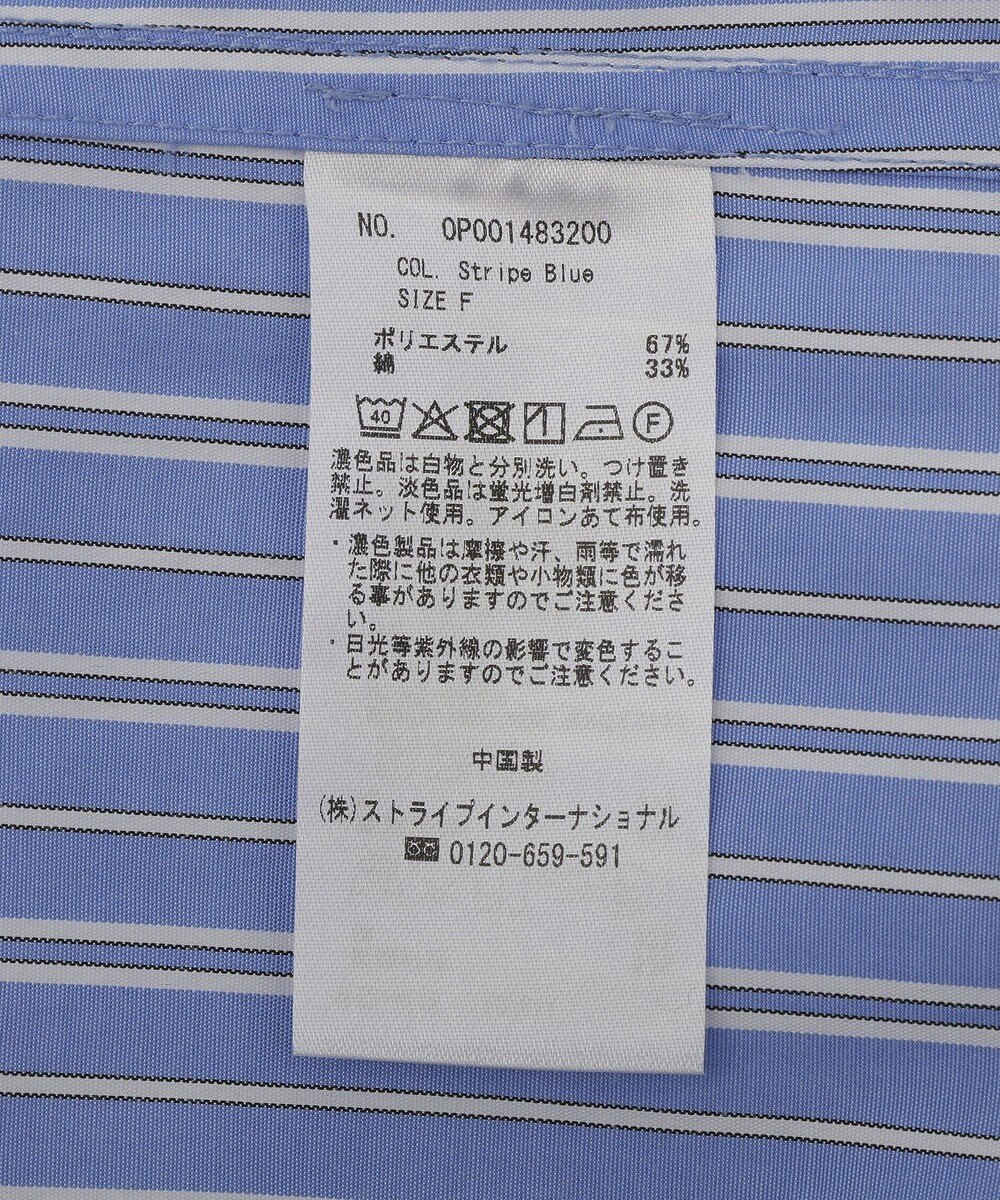 NO. OP001483200
COL. Stripe Blue
SIZE F
ポリエステル 67%
綿 33%
40 F
濃色品は白物と分別洗い。つけ置き
禁止。淡色品は蛍光増白剤禁止。洗
濯ネット使用。アイロンあて布使用。
・濃色製品は摩擦や汗、雨等で濡れ
た際に他の衣類や小物類に色が移
る事がありますのでご注意くださ
い。
・日光等紫外線の影響で変色するこ
とがありますのでご注意ください。
中国製
(株)ストライプインターナショナル
0120-659-591